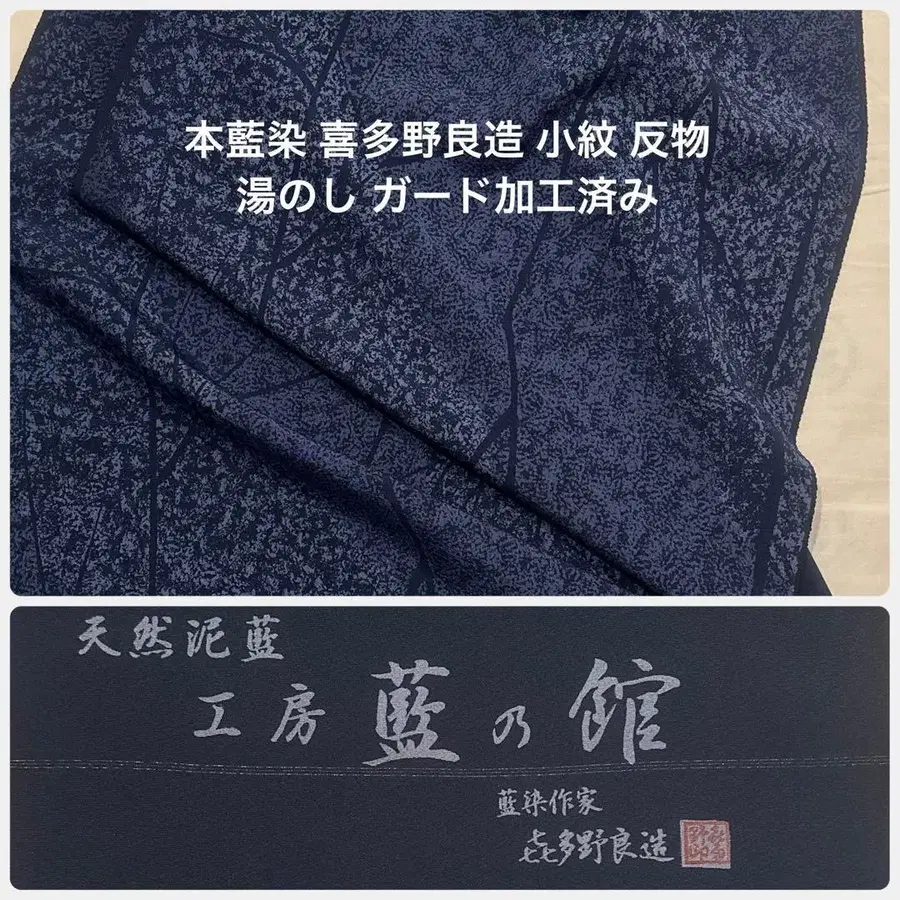 本藍染 喜多野良造 小紋 反物
湯のし ガード加工済み
天然泥藍
工房 藍乃館
藍染作家
㐂多野良造